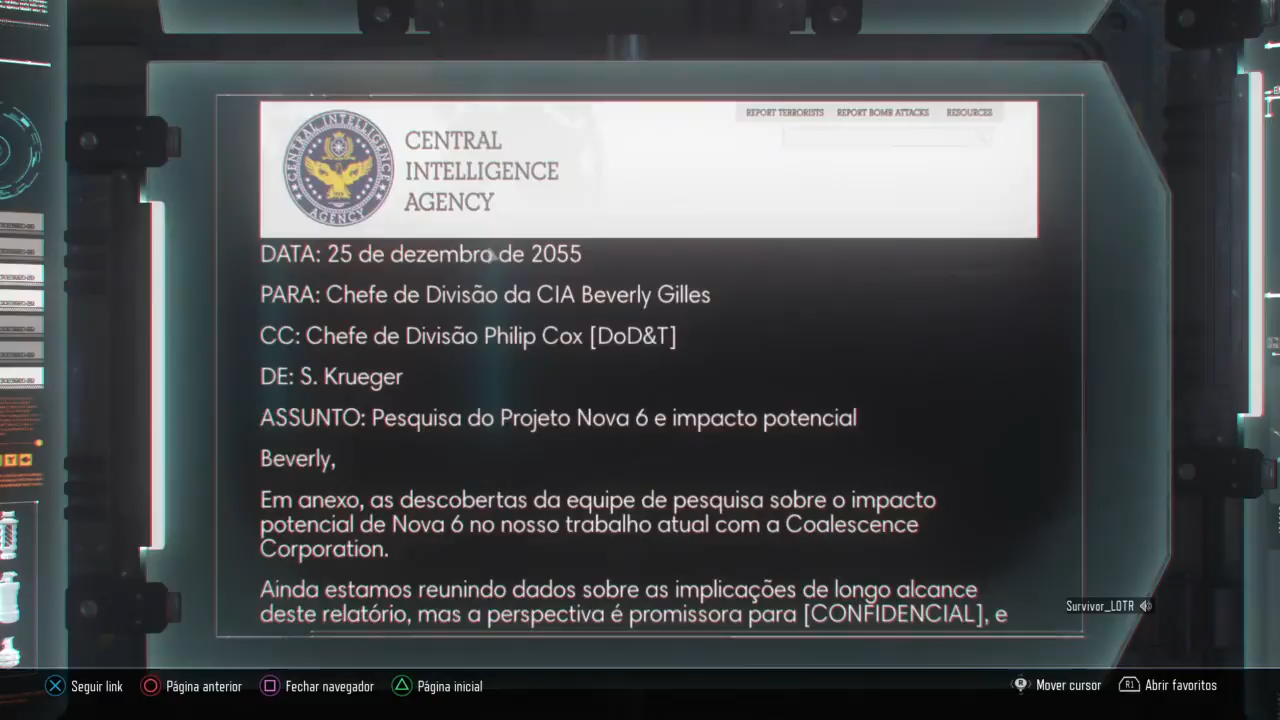 REPORT TERRORISTS REPORT BOMB ATTACKS RESOURCES
CENTRAL INTELLIGENCE
AGENCY
CENTRAL
INTELLIGENCE
AGENCY
DATA: 25 de dezembro de 2055
PARA: Chefe de Divisão da CIA Beverly Gilles
CC: Chefe de Divisão Philip Cox [DoD&T]
DE: S. Krueger
ASSUNTO: Pesquisa do Projeto Nova 6 e impacto potencial
Beverly,
Em anexo, as descobertas da equipe de pesquisa sobre o impacto
potencial de Nova 6 no nosso trabalho atual com a Coalescence
Corporation.
Ainda estamos reunindo dados sobre as implicações de longo alcance
deste relatório, mas a perspectiva é promissora para [CONFIDENCIAL], e
Survivor_LOTR
Seguir link Página anterior Fechar navegador Página inicial R Mover cursor R1 Abrir favoritos